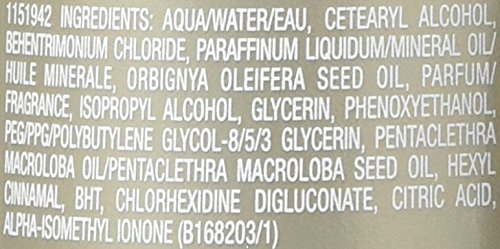 1151942 INGREDIENTS: AQUA/WATER/EAU, CETEARYL ALCOHOL,
BEHENTRIMONIUM CHLORIDE, PARAFFINUM LIQUIDUM/MINERAL OIL/
HUILE MINERALE, ORBIGNYA OLEIFERA SEED OIL, PARFUM/
FRAGRANCE, ISOPROPYL ALCOHOL, GLYCERIN, PHENOXYETHANOL,
PEG/PPG/POLYBUTYLENE GLYCOL-8/5/3 GLYCERIN, PENTACLETHRA
MACROLOBA OIL/PENTACLETHRA MACROLOBA SEED OIL, HEXYL
CINNAMAL, BHT, CHLORHEXIDINE DIGLUCONATE, CITRIC ACID,
ALPHA-ISOMETHYL IONONE (B168203/1)